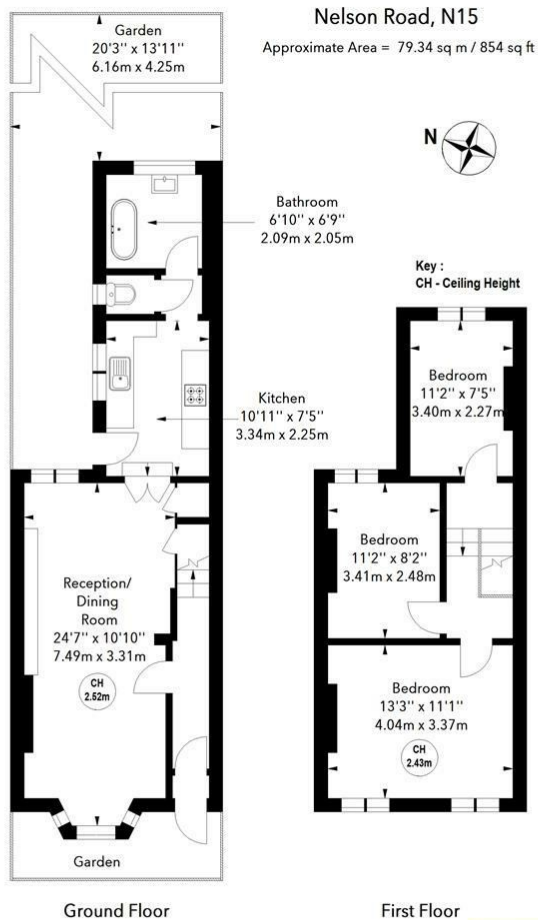 Nelson Road, N15
Approximate Area = 79.34 sq m / 854 sq ft
Garden
20'3'' x 13'11''
6.16m x 4.25m
N
Bathroom
6'10'' x 6'9''
2.09m x 2.05m
Key :
CH - Ceiling Height
Kitchen
10'11'' x 7'5''
3.34m x 2.25m
Bedroom
11'2'' x 7'5''
3.40m x 2.27m
Reception/
Dining
Room
24'7'' x 10'10''
7.49m x 3.31m
CH
2.52m
Bedroom
11'2'' x 8'2''
3.41m x 2.48m
Bedroom
13'3'' x 11'1''
4.04m x 3.37m
CH
2.43m
Garden
Ground Floor
First Floor